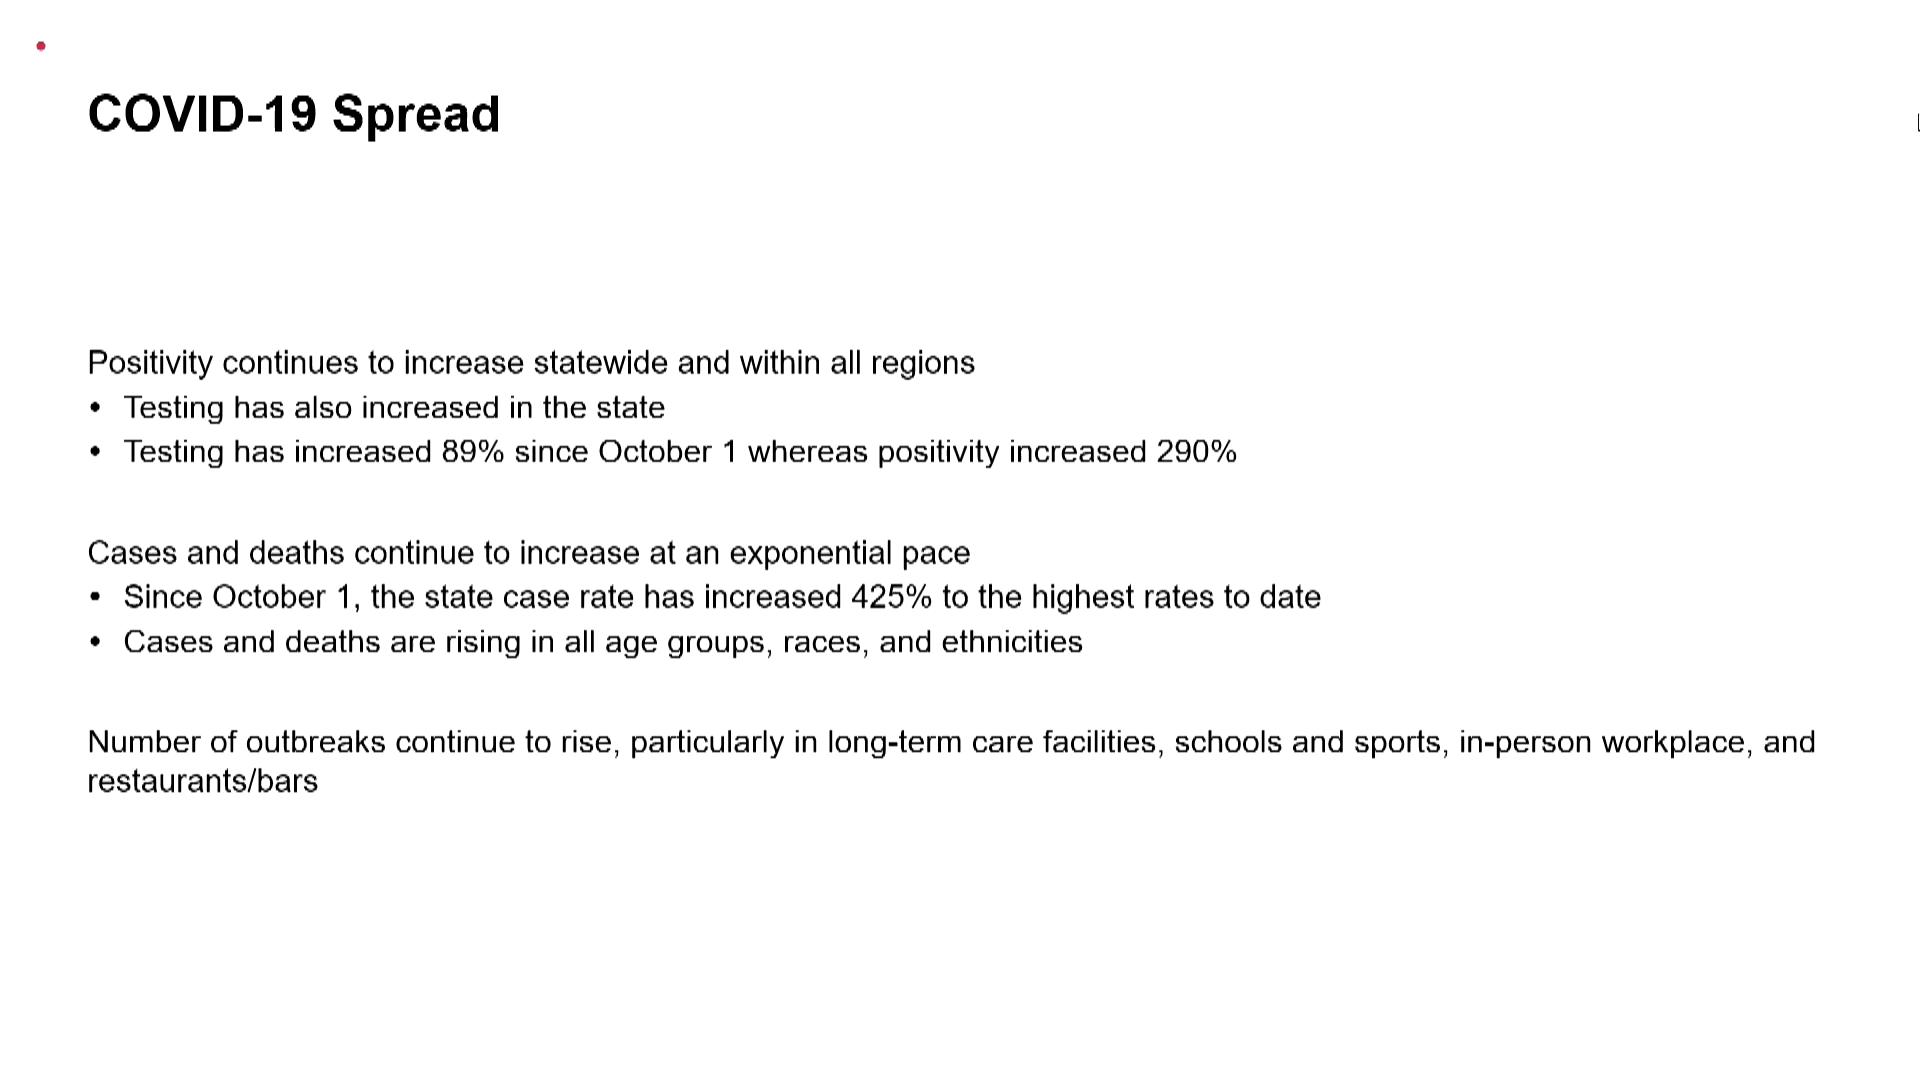 COVID-19 Spread
Positivity continues to increase statewide and within all regions
• Testing has also increased in the state
• Testing has increased 89% since October 1 whereas positivity increased 290%
Cases and deaths continue to increase at an exponential pace
• Since October 1, the state case rate has increased 425% to the highest rates to date
• Cases and deaths are rising in all age groups, races, and ethnicities
Number of outbreaks continue to rise, particularly in long-term care facilities, schools and sports, in-person workplace, and
restaurants/bars